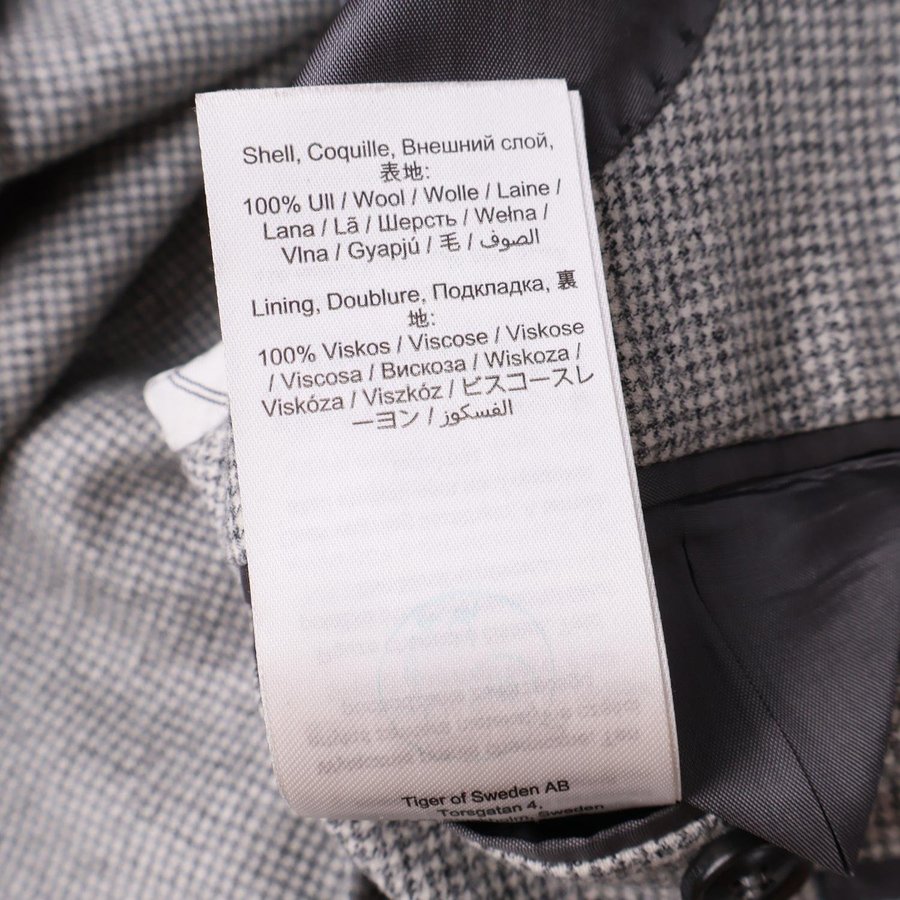 Shell, Coquille, Внешний слой,
表地:
100% Ull / Wool / Wolle / Laine /
Lana / Lã / Шерсть / Wełna /
Vlna / Gyapjú / 毛 / الصوف
Lining, Doublure, Подкладка, 裏
地:
100% Viskos / Viscose / Viskose
/ Viscosa / Вискоза / Wiskoza /
Viskóza / Viszkóz / ビスコースレ
ーヨン / الفسكوز
Tiger of Sweden AB
Torsgatan 4,
Sweden